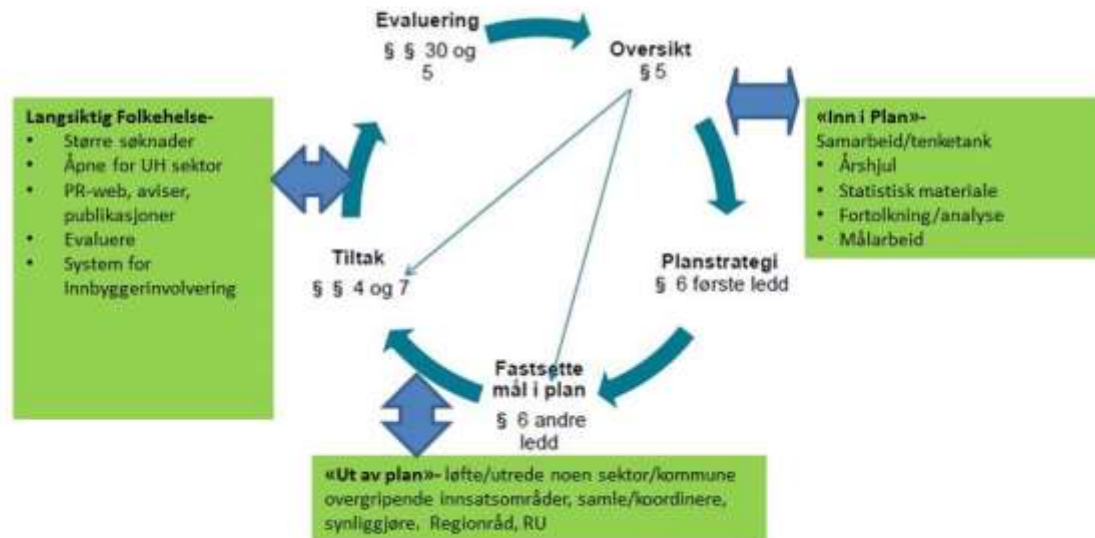 Evaluering
§ § 30 og
5
Oversikt
§ 5
«Inn i Plan»-
Samarbeid/tenketank
• Årshjul
• Statistisk materiale
• Fortolkning/analyse
• Målarbeid
Planstrategi
§ 6 første ledd
Fastsette
mål i plan
§ 6 andre
ledd
«Ut av plan»- løfte/utrede noen sektor/kommune
overgripende innsatsområder, samle/koordinere,
synliggjøre. Regionråd, RU
Tiltak
§ § 4 og 7
Langsiktig Folkehelse-
• Større søknader
• Åpne for UH sektor
• PR-web, aviser,
publikasjoner
• Evaluere
• System for
Innbyggerinvolvering